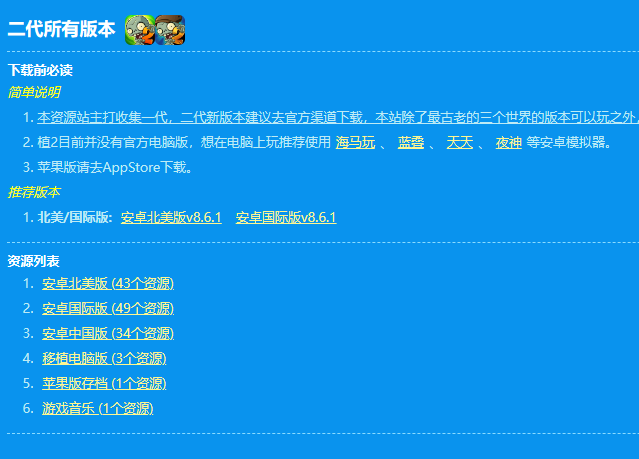 二代所有版本
下载前必读
简单说明
1. 本资源站主打收集一代，二代新版本建议去官方渠道下载，本站除了最古老的三个世界的版本可以玩之外，
2. 植2目前并没有官方电脑版，想在电脑上玩推荐使用 海马玩 、 蓝叠 、 天天 、 夜神 等安卓模拟器。
3. 苹果版请去AppStore下载。
推荐版本
1. 北美/国际版: 安卓北美版v8.6.1 安卓国际版v8.6.1
资源列表
1. 安卓北美版 (43个资源)
2. 安卓国际版 (49个资源)
3. 安卓中国版 (34个资源)
4. 移植电脑版 (3个资源)
5. 苹果版存档 (1个资源)
6. 游戏音乐 (1个资源)